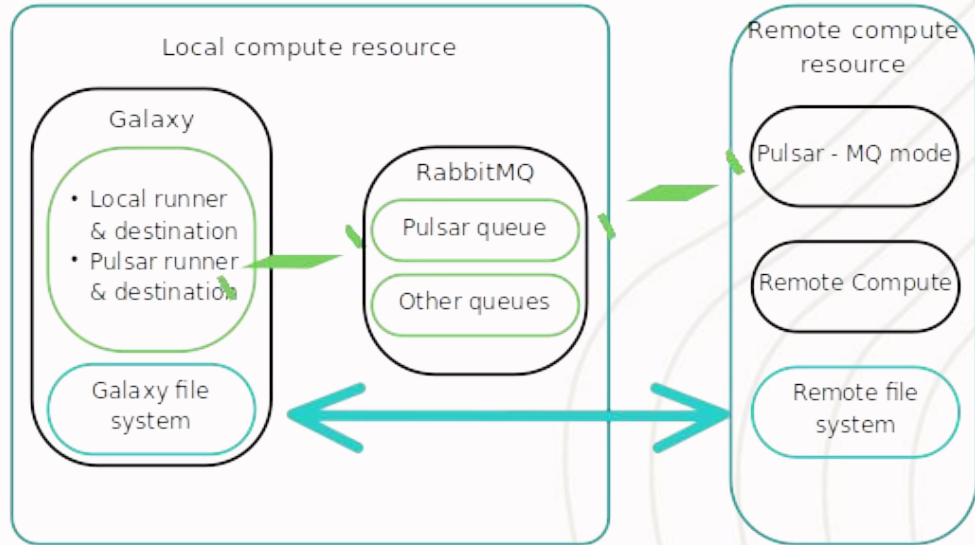 Local compute resource
Galaxy
• Local runner
& destination
• Pulsar runner
& destination
Galaxy file
system
RabbitMQ
Pulsar queue
Other queues
Remote compute
resource
Pulsar - MQ mode
Remote Compute
Remote file
system